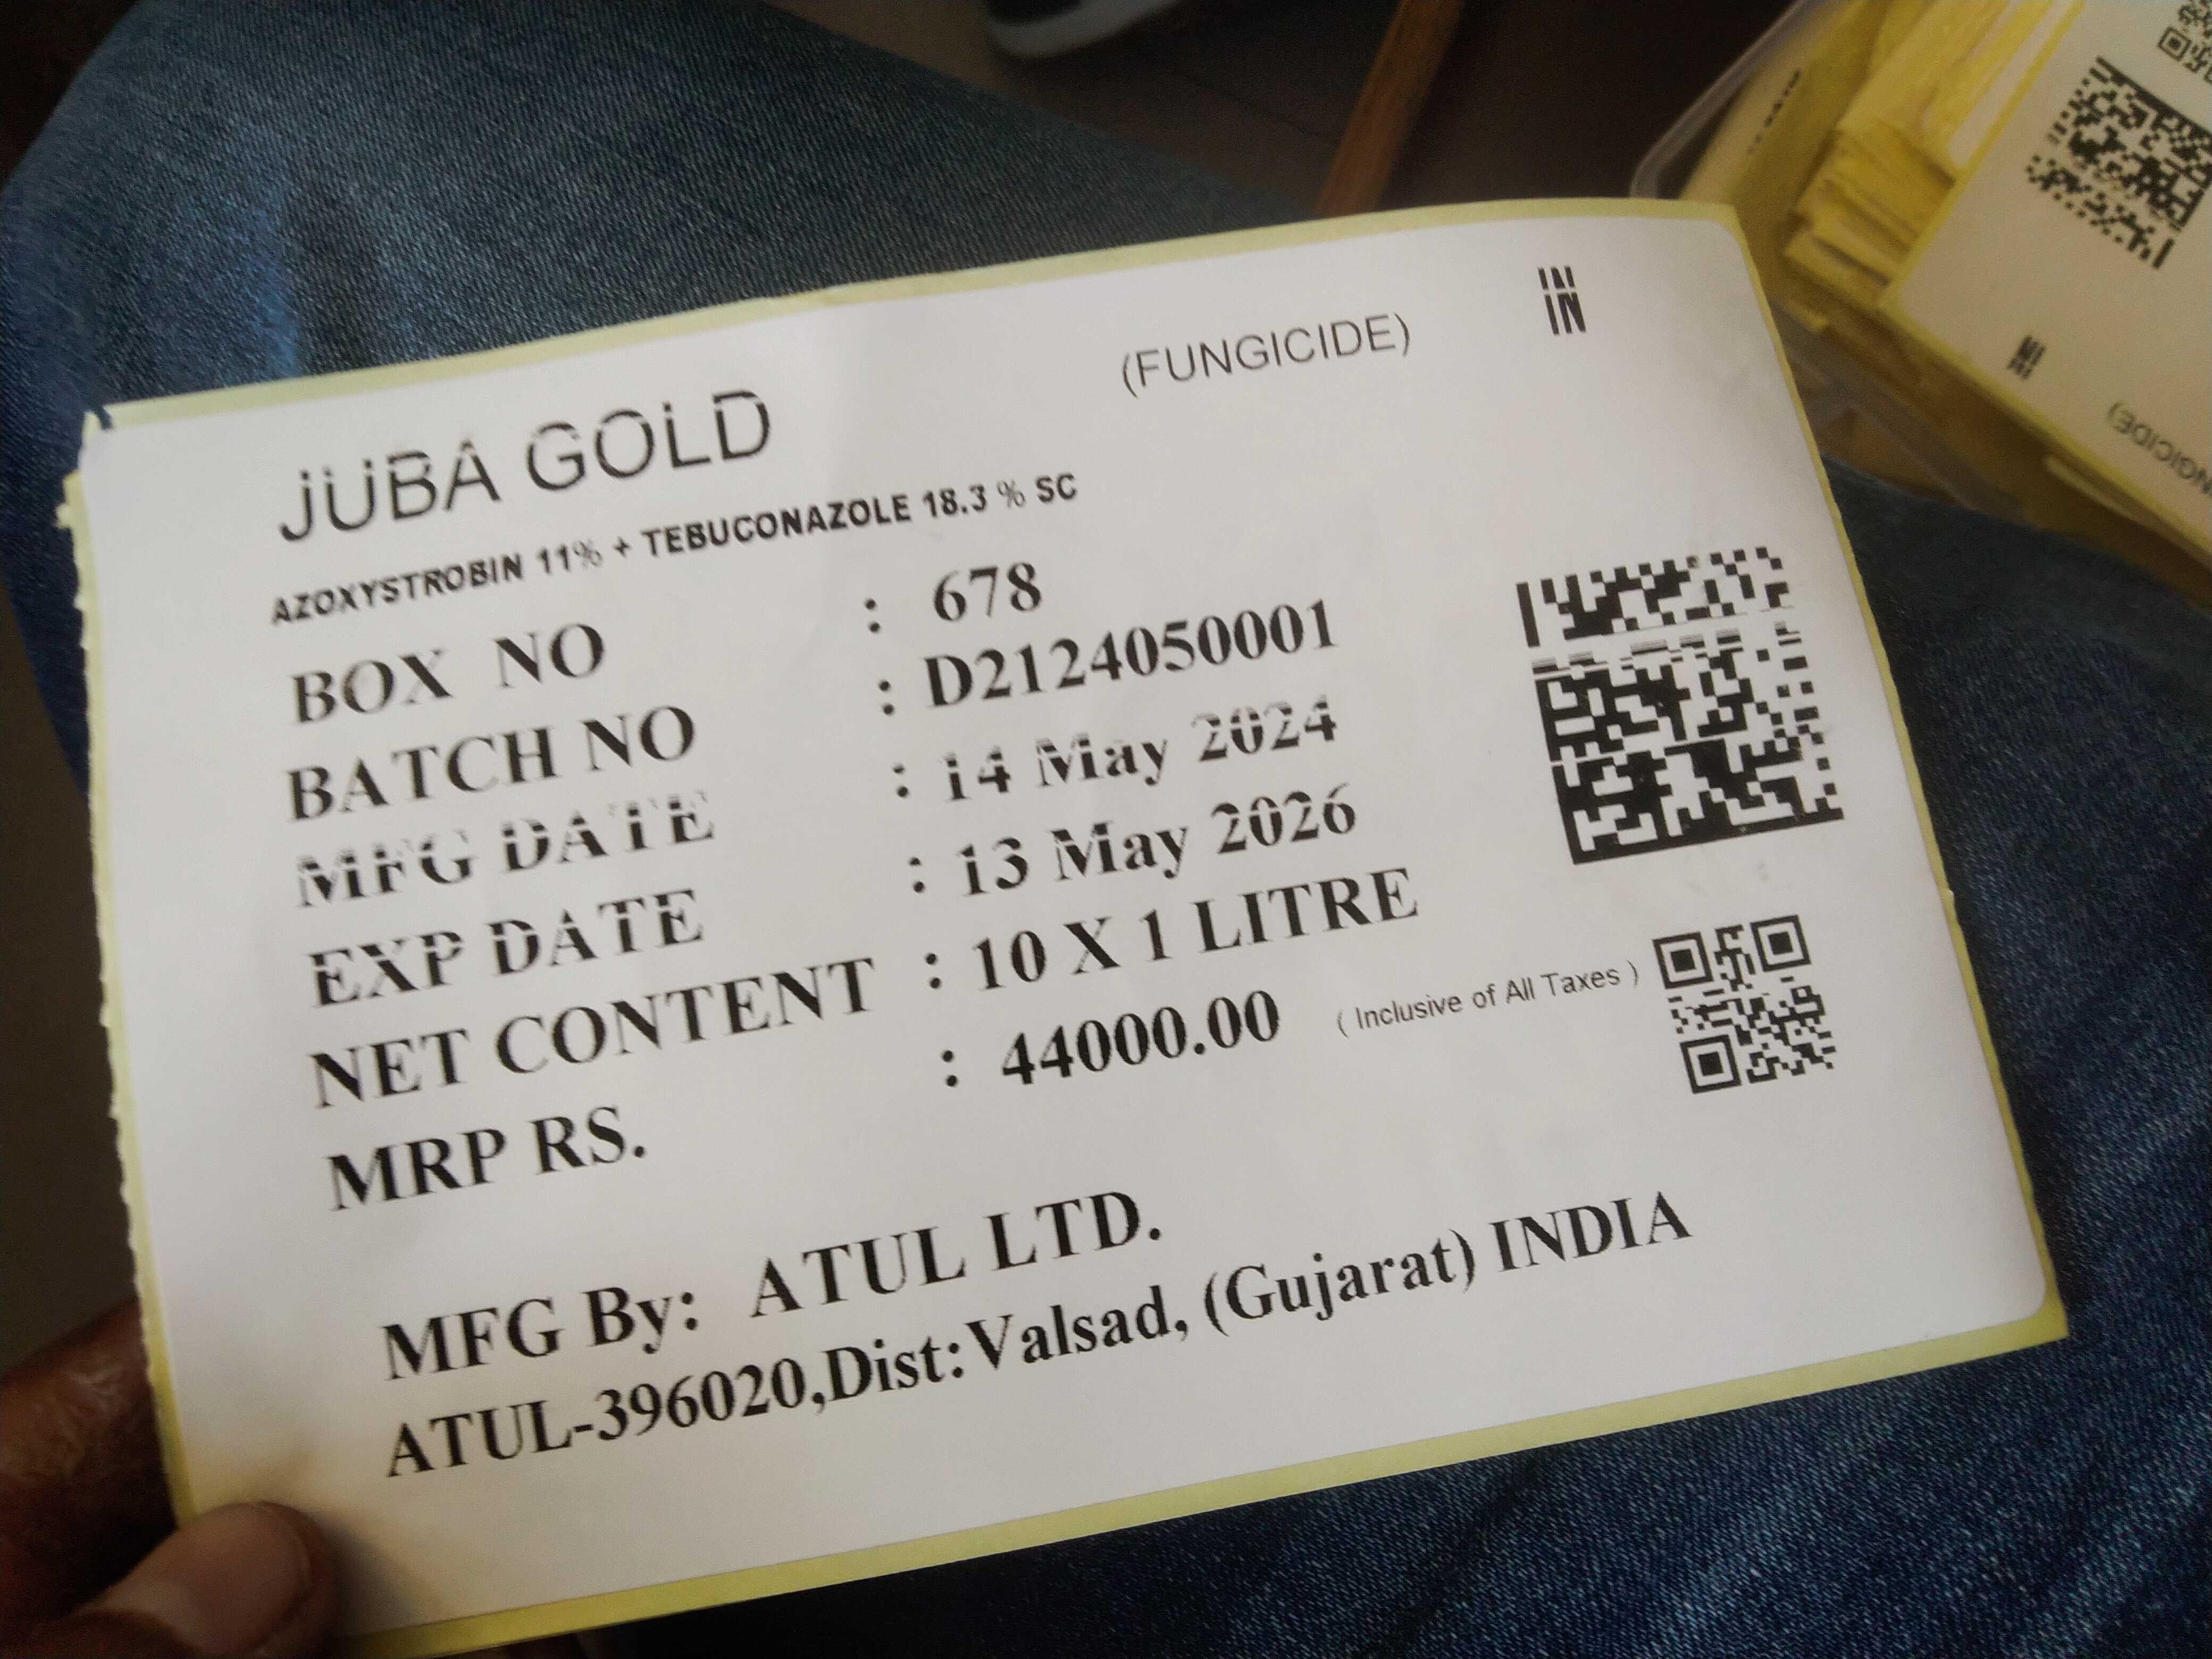 JUBA GOLD
(FUNGICIDE)
IN
AZOXYSTROBIN 11% + TEBUCONAZOLE 18.3 % SC
BOX NO : 678
BATCH NO : D2124050001
MFG DATE : 14 May 2024
EXP DATE : 13 May 2026
NET CONTENT : 10 X 1 LITRE
MRP RS. : 44000.00 ( Inclusive of All Taxes )
MFG By: ATUL LTD.
ATUL-396020,Dist:Valsad, (Gujarat) INDIA